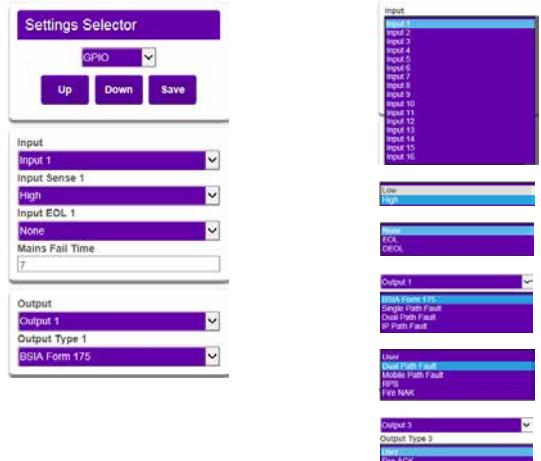 Settings Selector
GPIO
Up Down Save
Input
Input 1
Input Sense 1
High
Input EOL 1
None
Mains Fail Time
7
Output
Output 1
Output Type 1
BSIA Form 175
Input
Input 1
Input 2
Input 3
Input 4
Input 5
Input 6
Input 7
Input 8
Input 9
Input 10
Input 11
Input 12
Input 13
Input 14
Input 15
Input 16
Low
High
None
EOL
DEOL
Output 1
BSIA Form 175
Single Path Fault
Dual Path Fault
IP Path Fault
User
Dual Path Fault
Mobile Path Fault
RPS
Fire NAK
Output 3
Output Type 3
User
Fire ACK